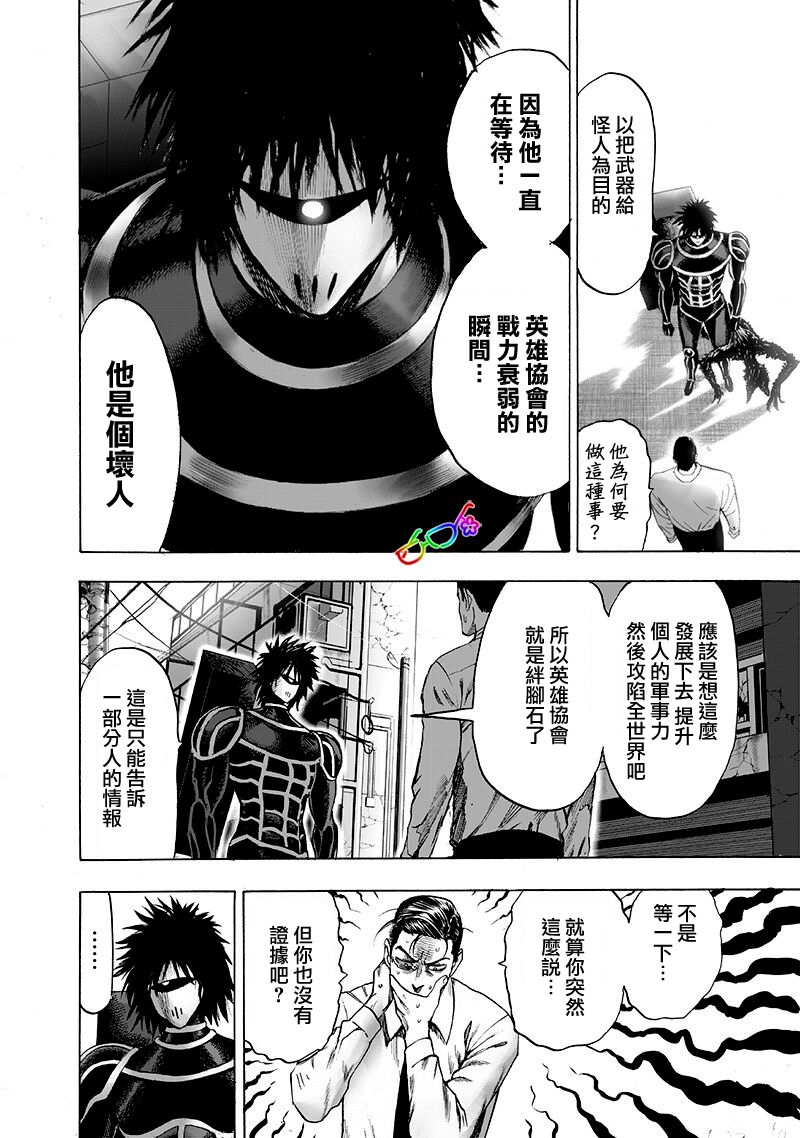 以把武器給
怪人為目的
他為何要
做這種事？
因為他一直
在等待…
英雄協會的
戰力衰弱的
瞬間…
他是個壞人
應該是想這麼
發展下去 提升
個人的軍事力
然後攻陷全世界吧
所以英雄協會
就是絆腳石了
這是只能告訴
一部分人的情報
不是
等一下…
就算你突然
這麼說…
但你也沒有
證據吧？
……